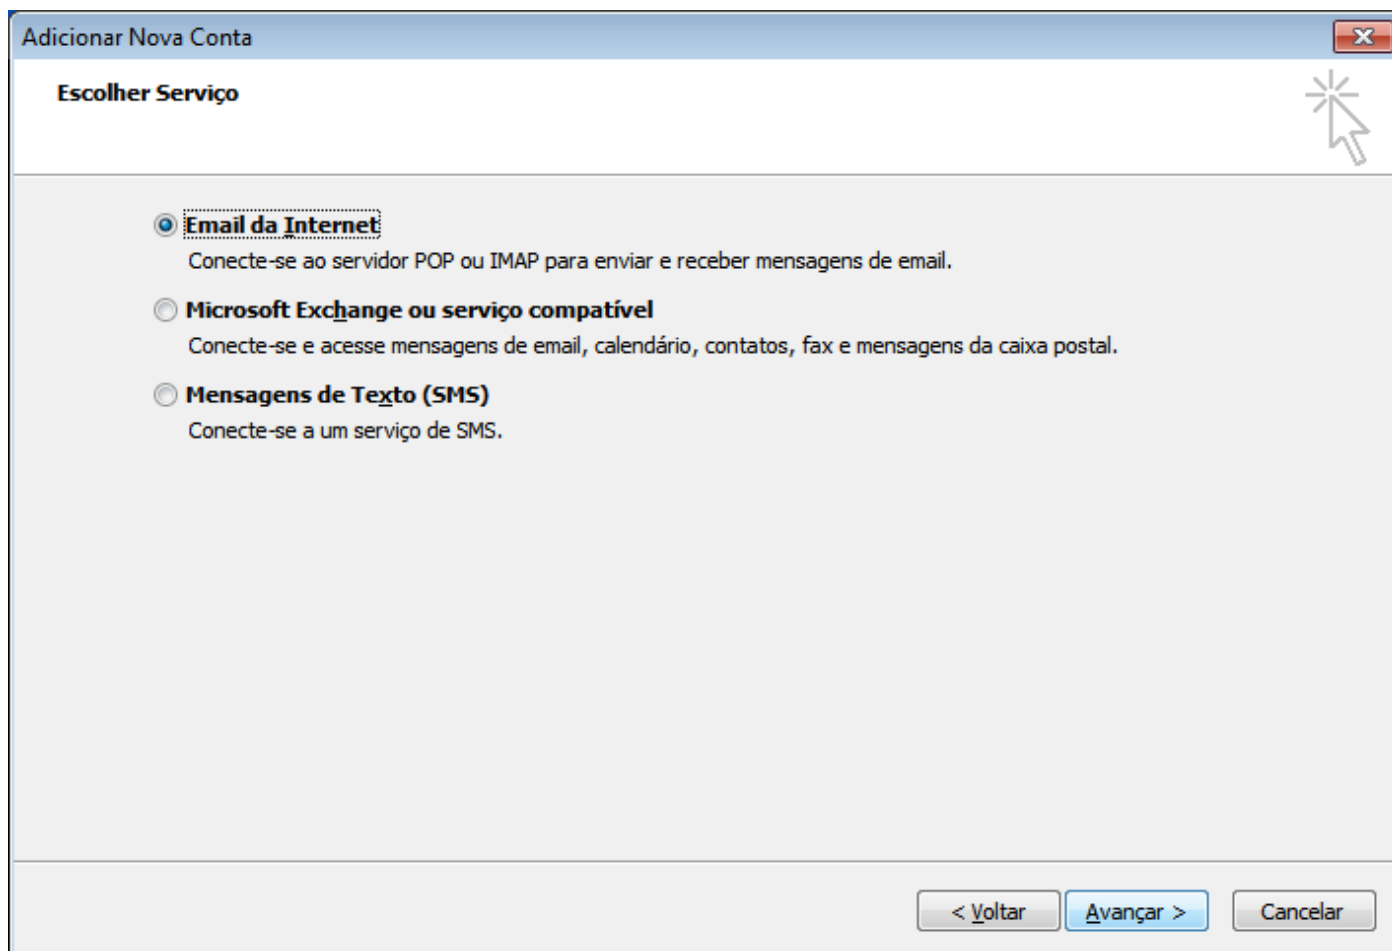 Adicionar Nova Conta
Escolher Serviço
Email da Internet
Conecte-se ao servidor POP ou IMAP para enviar e receber mensagens de email.
Microsoft Exchange ou serviço compatível
Conecte-se e acesse mensagens de email, calendário, contatos, fax e mensagens da caixa postal.
Mensagens de Texto (SMS)
Conecte-se a um serviço de SMS.
< Voltar Avançar > Cancelar